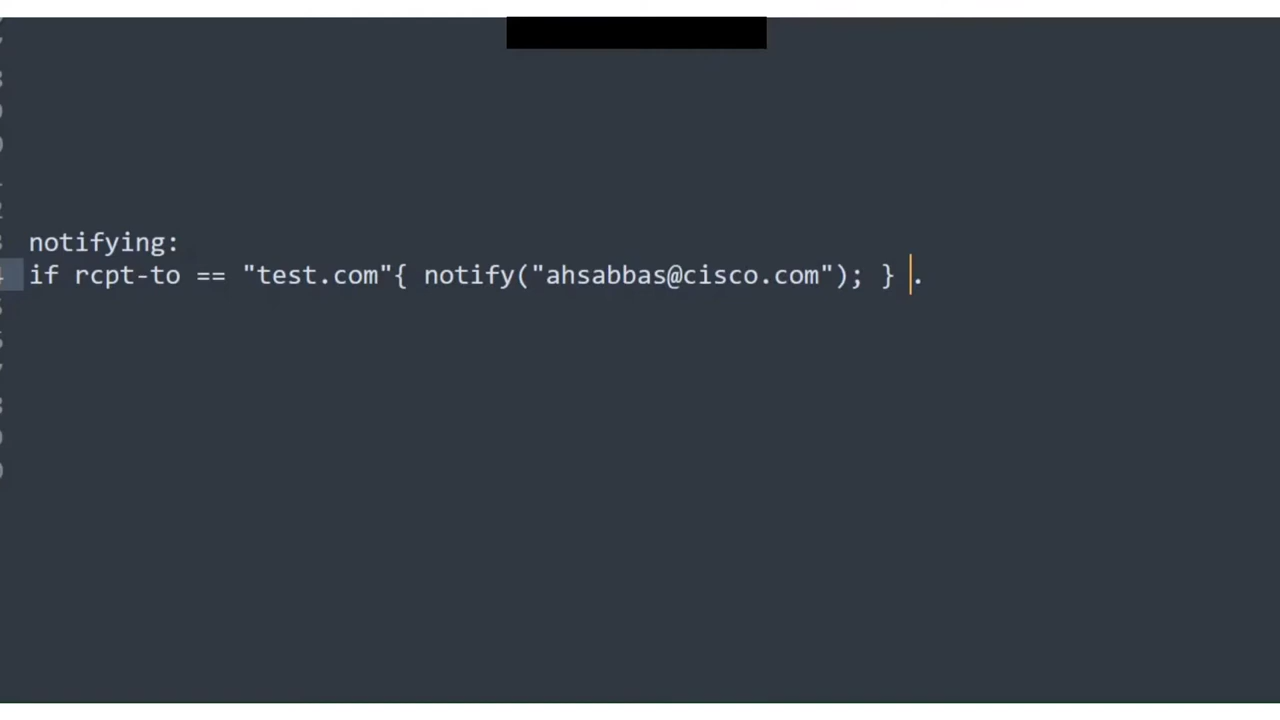 notifying:
if rcpt-to == "test.com"{ notify("ahsabbas@cisco.com"); } .